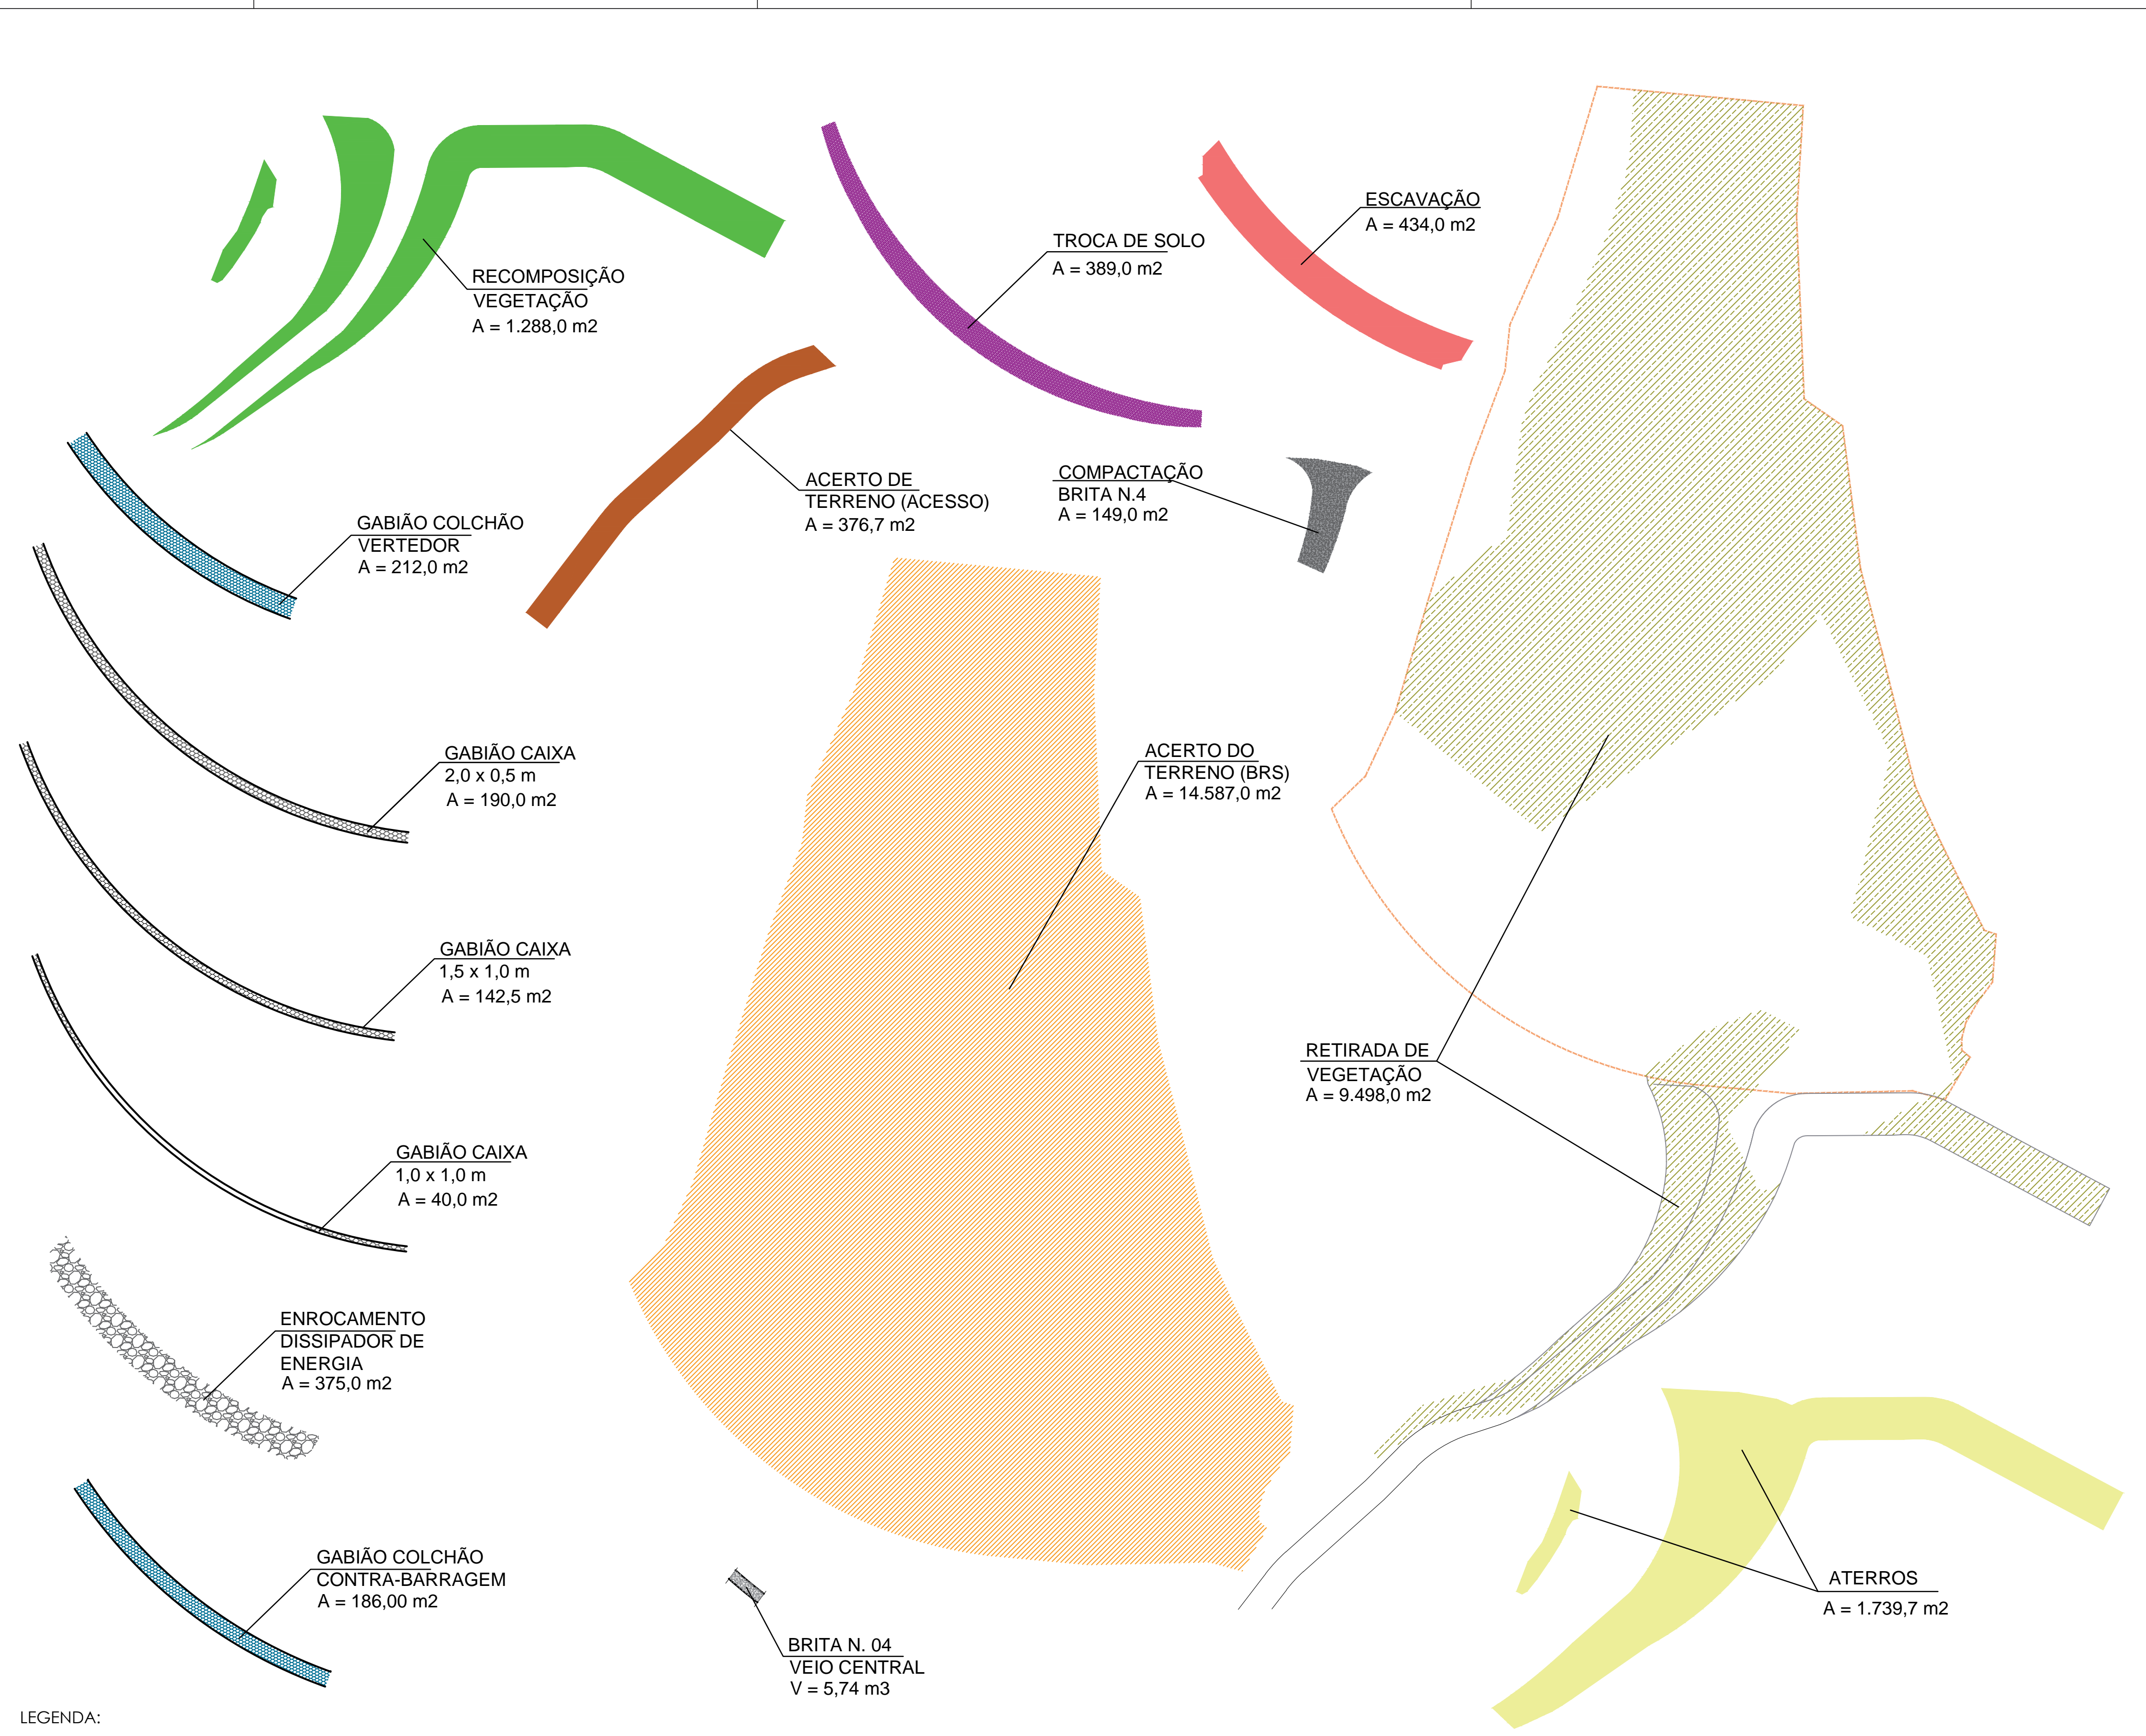 RECOMPOSIÇÃO
VEGETAÇÃO
A = 1.288,0 m2
TROCA DE SOLO
A = 389,0 m2
ESCAVAÇÃO
A = 434,0 m2
GABIÃO COLCHÃO
VERTEDOR
A = 212,0 m2
ACERTO DE
TERRENO (ACESSO)
A = 376,7 m2
COMPACTAÇÃO
BRITA N.4
A = 149,0 m2
GABIÃO CAIXA
2,0 x 0,5 m
A = 190,0 m2
ACERTO DO
TERRENO (BRS)
A = 14.587,0 m2
GABIÃO CAIXA
1,5 x 1,0 m
A = 142,5 m2
RETIRADA DE
VEGETAÇÃO
A = 9.498,0 m2
GABIÃO CAIXA
1,0 x 1,0 m
A = 40,0 m2
ENROCAMENTO
DISSIPADOR DE
ENERGIA
A = 375,0 m2
GABIÃO COLCHÃO
CONTRA-BARRAGEM
A = 186,00 m2
BRITA N. 04
VEIO CENTRAL
V = 5,74 m3
ATERROS
A = 1.739,7 m2
LEGENDA: